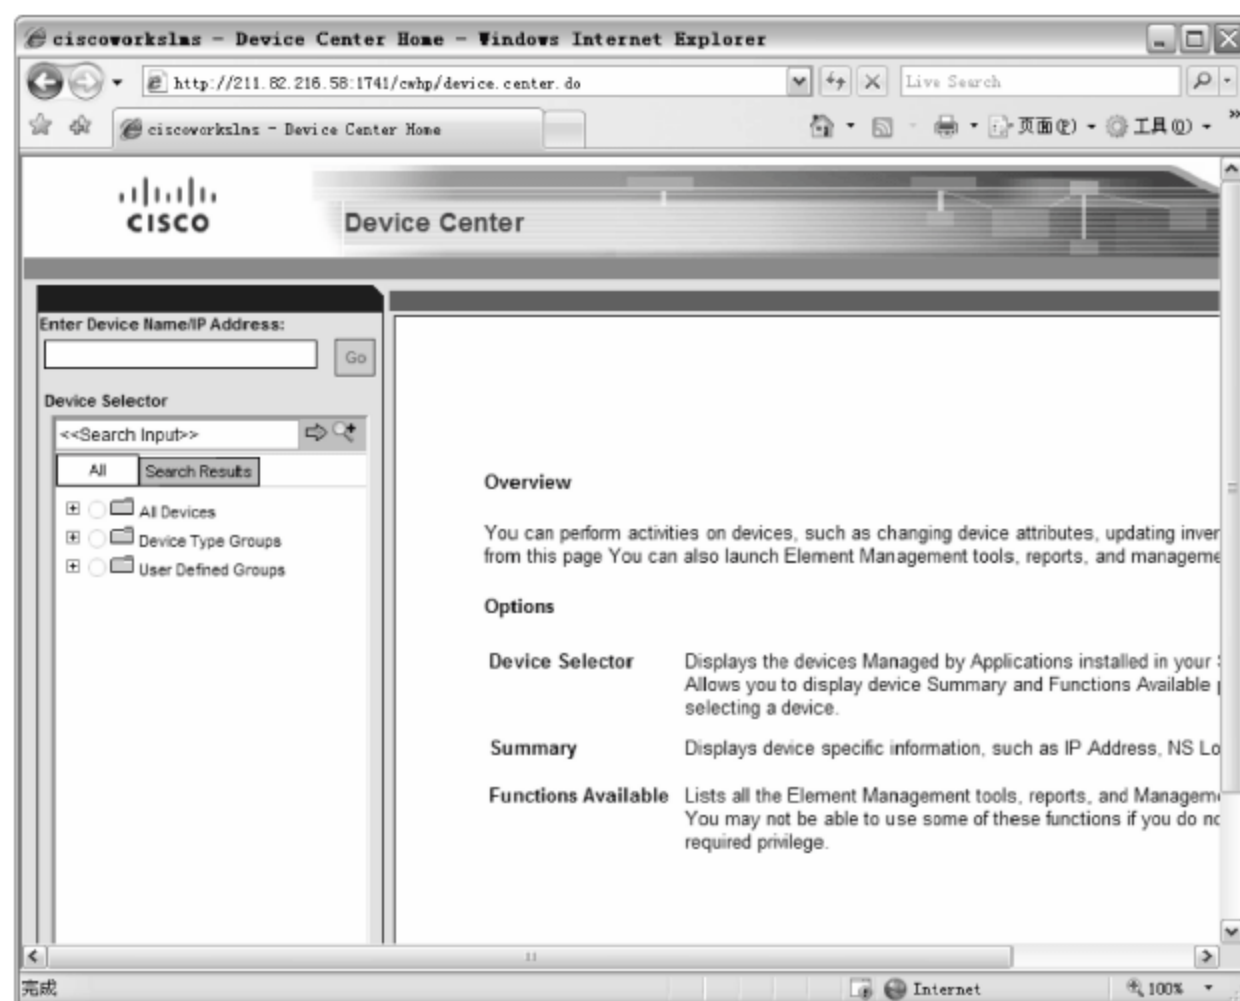 ciscoworkslms - Device Center Home - Windows Internet Explorer
http://211.82.216.58:1741/cwhp/device.center.do
Live Search
ciscoworkslms - Device Center Home
页面(P)
工具(O)
CISCO
Device Center
Enter Device Name/IP Address:
Go
Device Selector
<<Search Input>>
All
Search Results
All Devices
Device Type Groups
User Defined Groups
Overview
You can perform activities on devices, such as changing device attributes, updating inver
from this page You can also launch Element Management tools, reports, and manageme
Options
Device Selector
Displays the devices Managed by Applications installed in your
Allows you to display device Summary and Functions Available
selecting a device.
Summary
Displays device specific information, such as IP Address, NS Lo
Functions Available
Lists all the Element Management tools, reports, and Manageme
You may not be able to use some of these functions if you do no
required privilege.
完成
Internet
100%